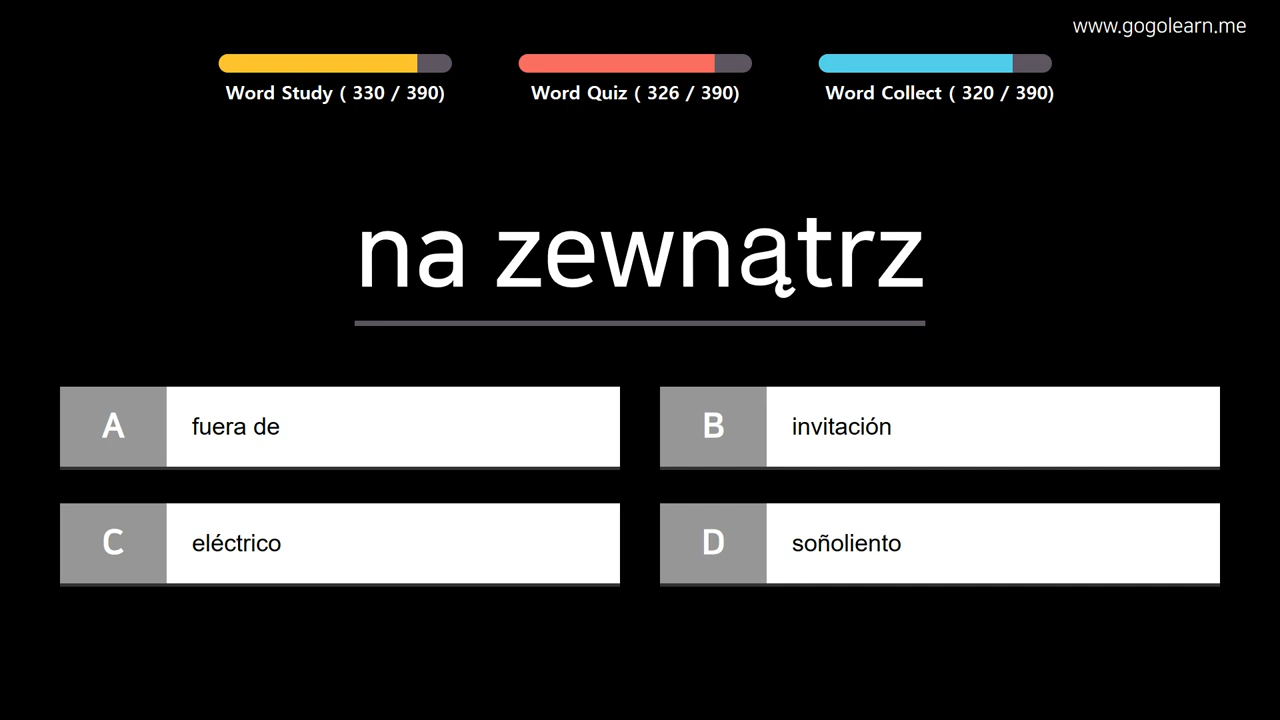 www.gogolearn.me
Word Study ( 330 / 390)
Word Quiz ( 326 / 390)
Word Collect ( 320 / 390)
na zewnątrz
A fuera de
B invitación
C eléctrico
D soñoliento